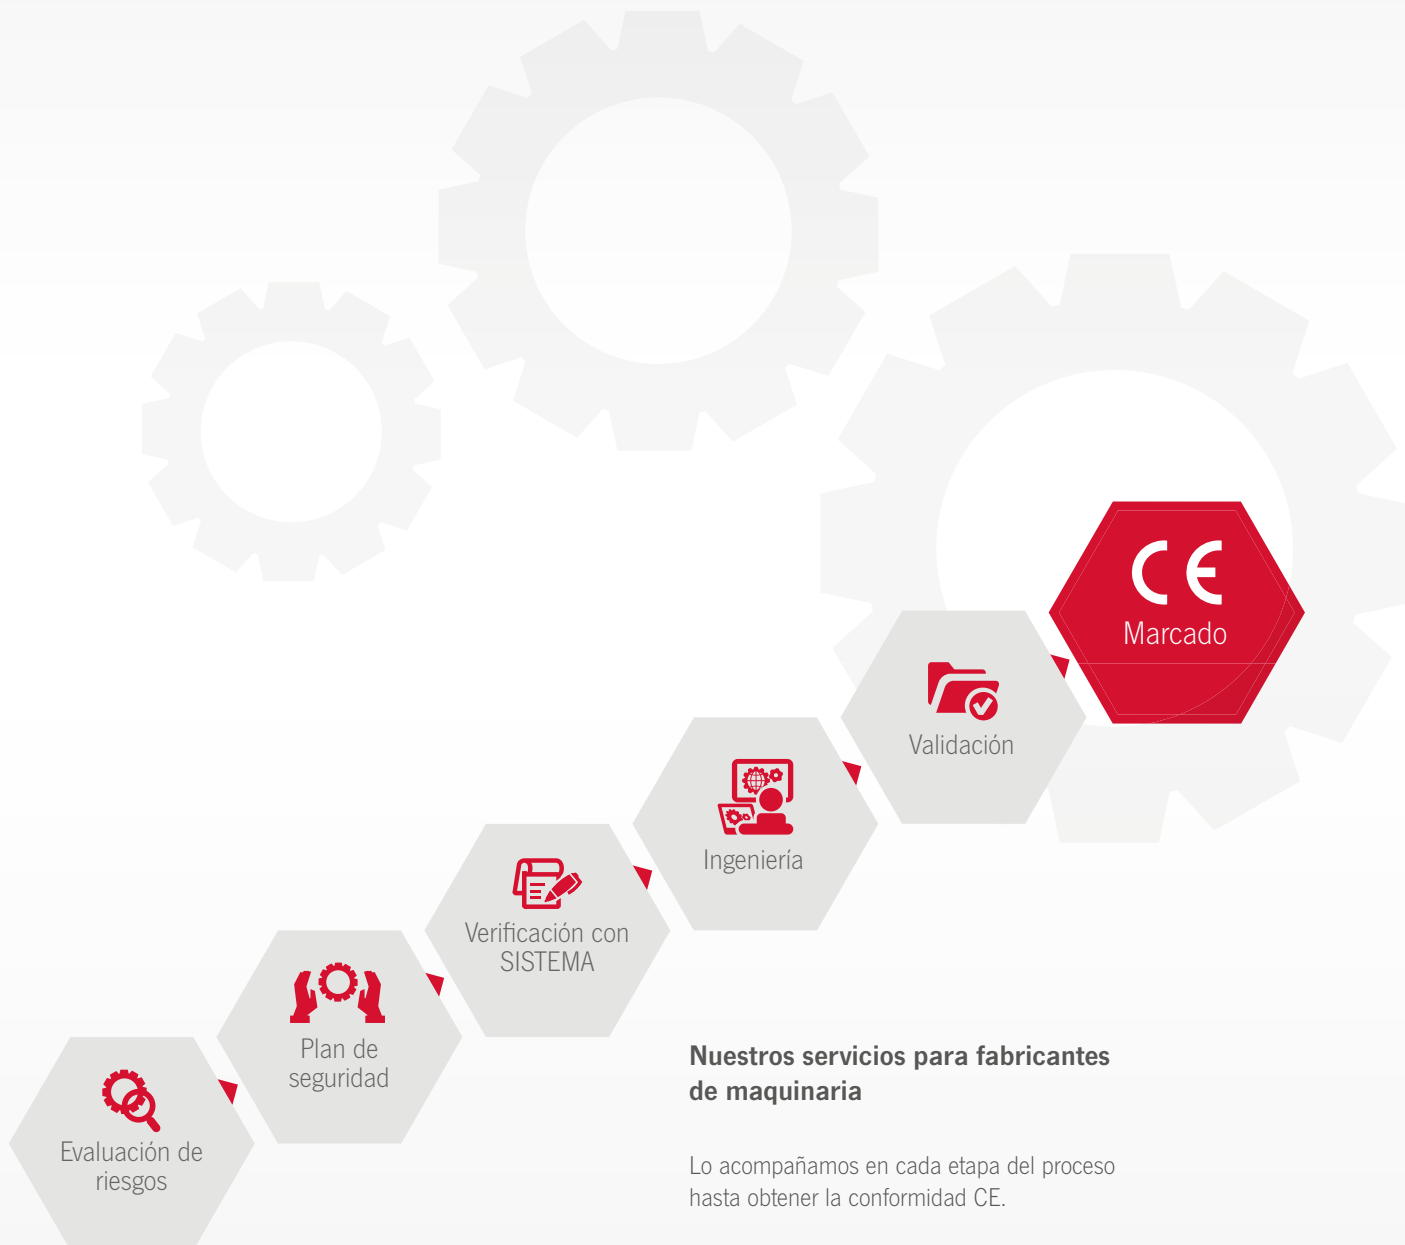 CE
Marcado
Validación
Ingeniería
Verificación con
SISTEMA
Plan de
seguridad
Evaluación de
riesgos
Nuestros servicios para fabricantes
de maquinaria
Lo acompañamos en cada etapa del proceso
hasta obtener la conformidad CE.